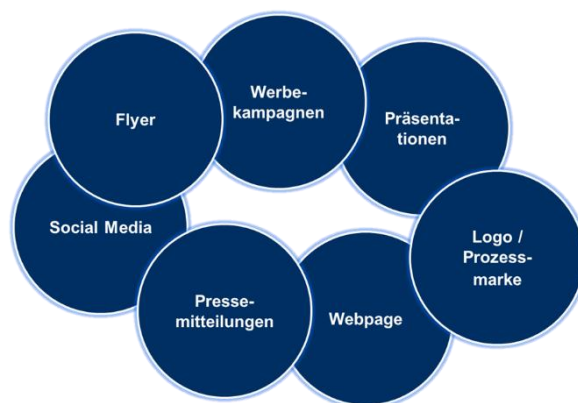 Werbe-
kampagnen
Flyer
Präsenta-
tionen
Social Media
Logo /
Prozess-
marke
Presse-
mitteilungen
Webpage